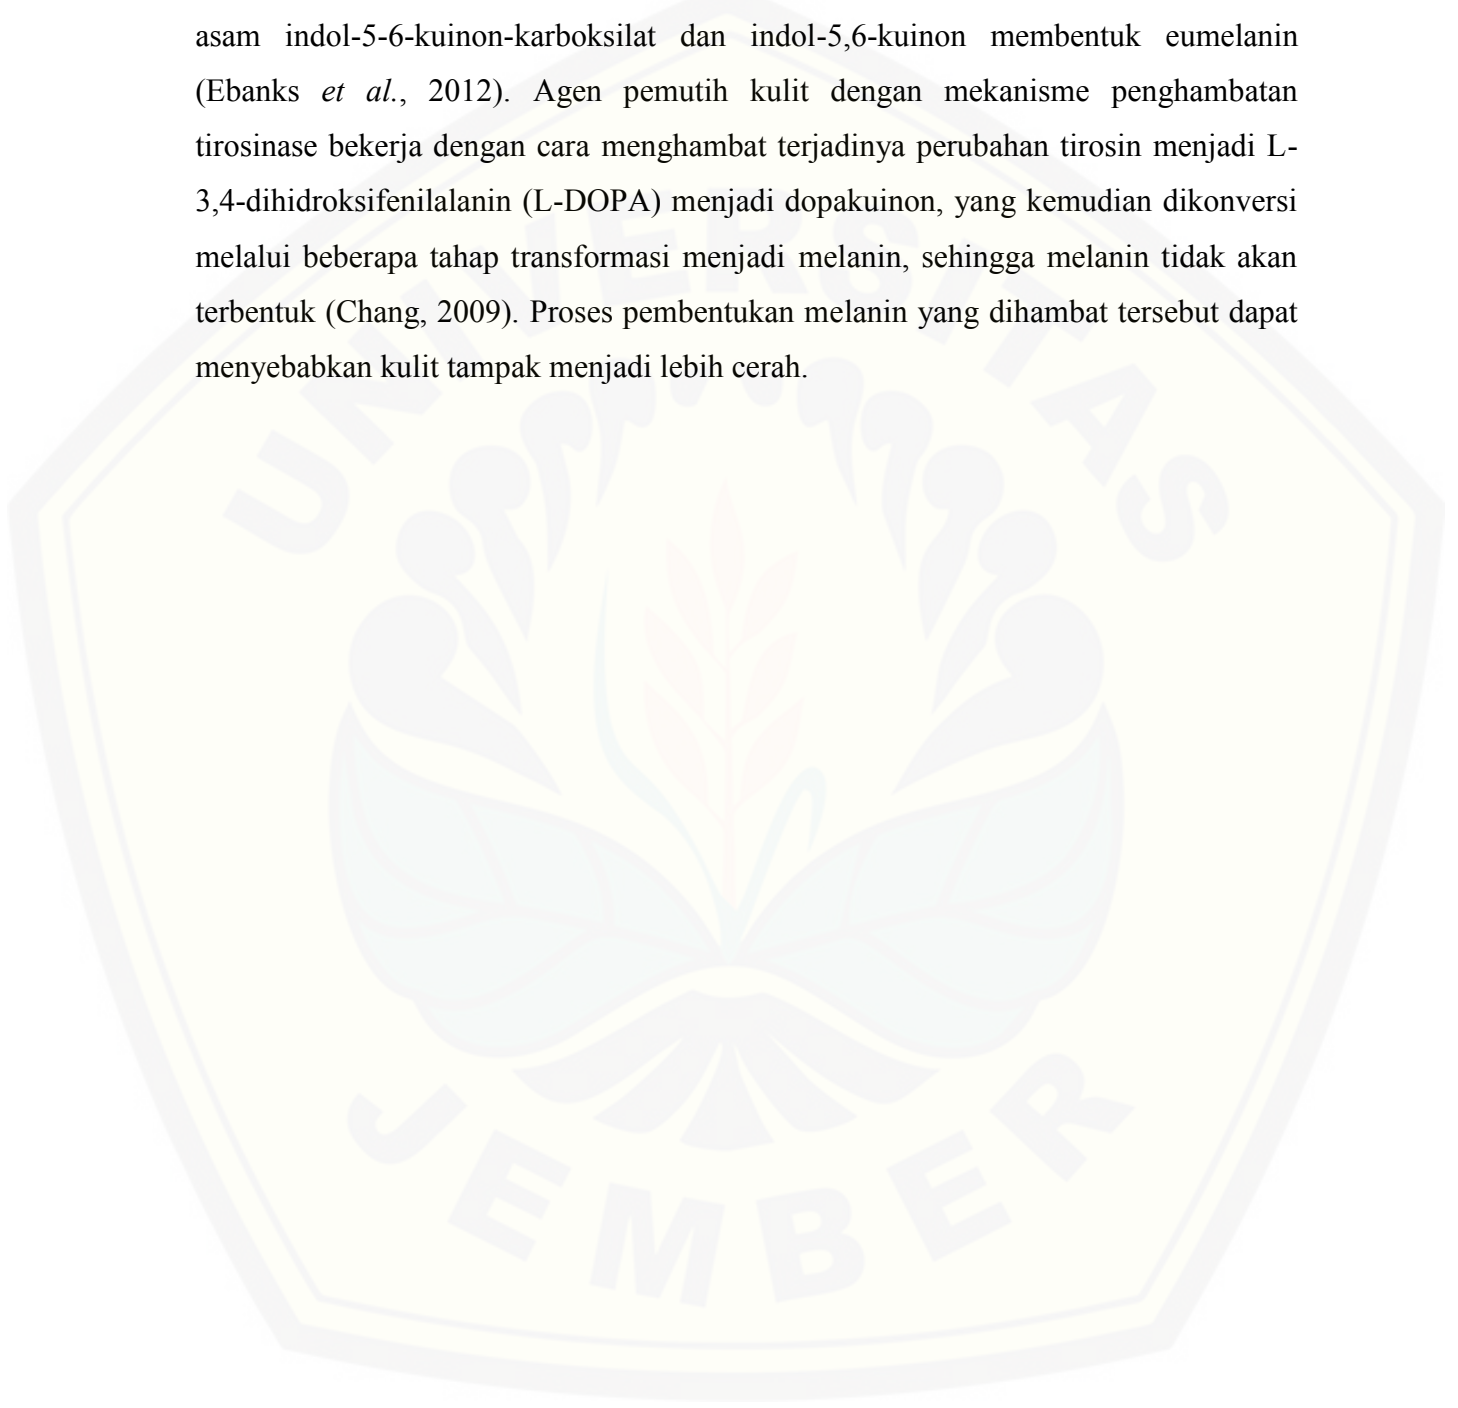 asam indol-5-6-kuinon-karboksilat dan indol-5,6-kuinon membentuk eumelanin
(Ebanks et al., 2012). Agen pemutih kulit dengan mekanisme penghambatan
tirosinase bekerja dengan cara menghambat terjadinya perubahan tirosin menjadi L-
3,4-dihidroksifenilalanin (L-DOPA) menjadi dopakuinon, yang kemudian dikonversi
melalui beberapa tahap transformasi menjadi melanin, sehingga melanin tidak akan
terbentuk (Chang, 2009). Proses pembentukan melanin yang dihambat tersebut dapat
menyebabkan kulit tampak menjadi lebih cerah.
UNIVERSITAS
JEMBER